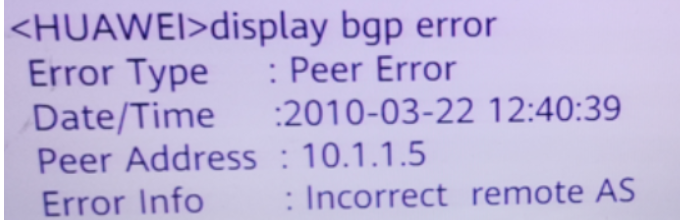 <HUAWEI>display bgp error
Error Type : Peer Error
Date/Time :2010-03-22 12:40:39
Peer Address : 10.1.1.5
Error Info : Incorrect remote AS